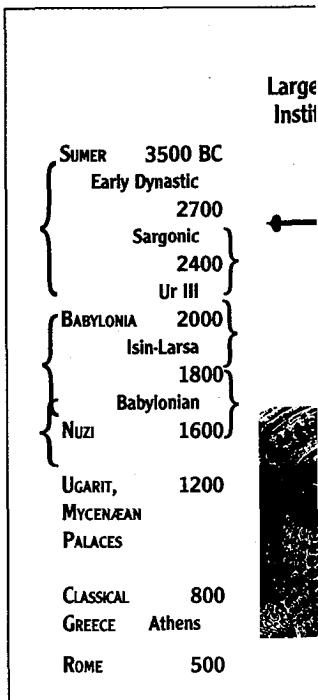 Large
Insti
SUMER 3500 BC
Early Dynastic
2700
Sargonic
2400
Ur III
BABYLONIA 2000
Isin-Larsa
1800
Babylonian
NUZI 1600
UGARIT, 1200
MYCENÆAN
PALACES
CLASSICAL 800
GREECE Athens
ROME 500